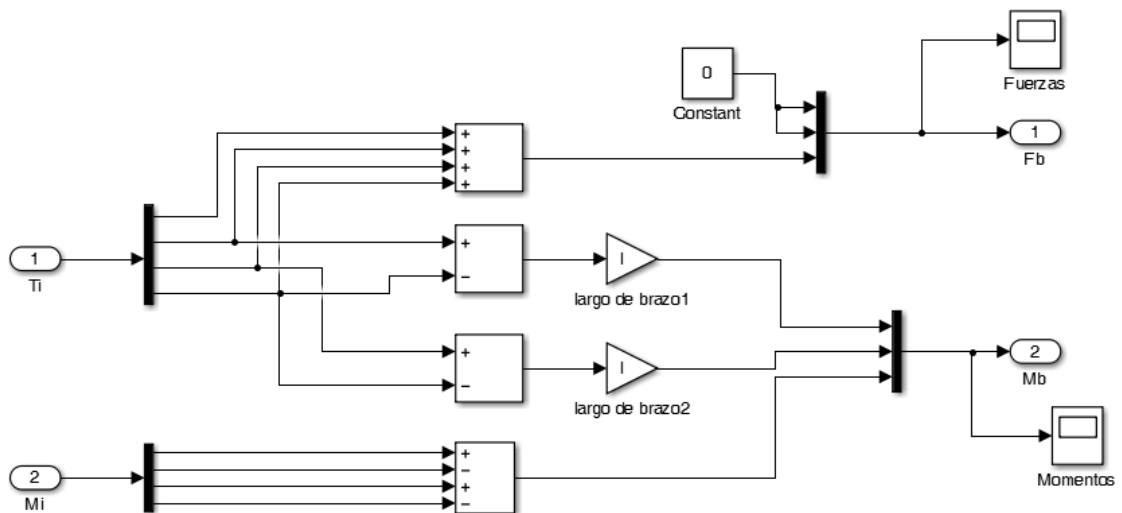 0
Constant
Fuerzas
1
Fb
+
+
+
+
1
Ti
+
−
l
largo de brazo1
+
−
l
largo de brazo2
2
Mb
Momentos
2
Mi
+
−
+
−